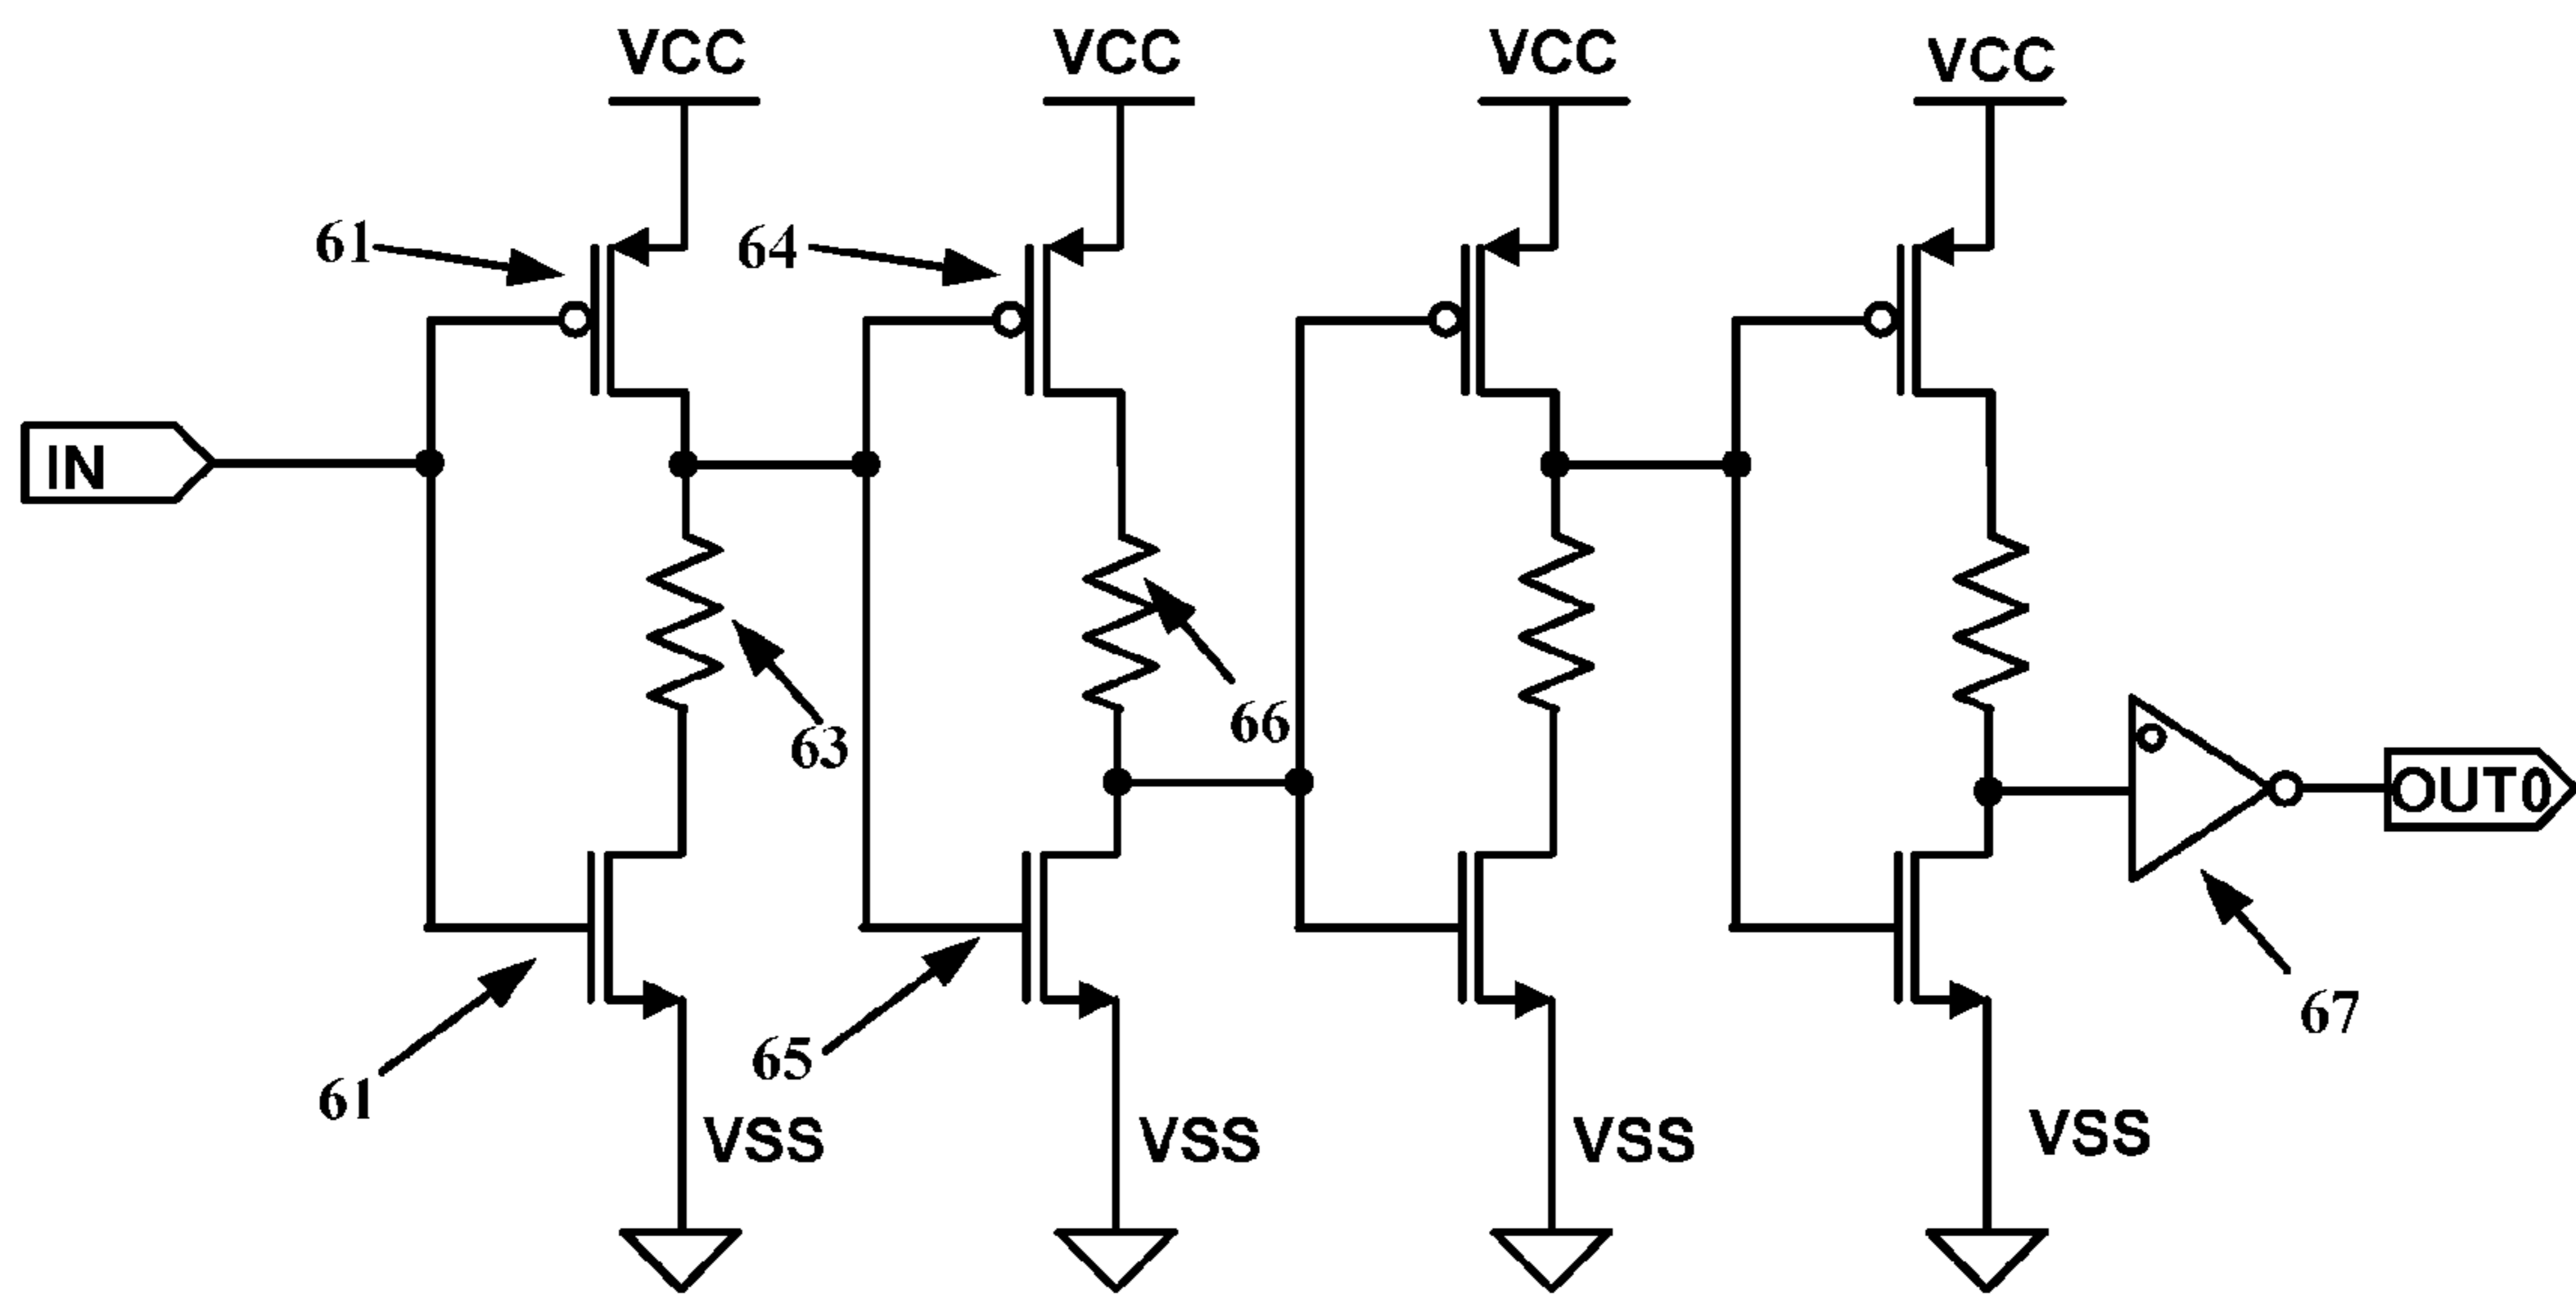 VCC VCC VCC VCC
61 64
IN
63 66
OUT0
61 65 67
VSS VSS VSS VSS